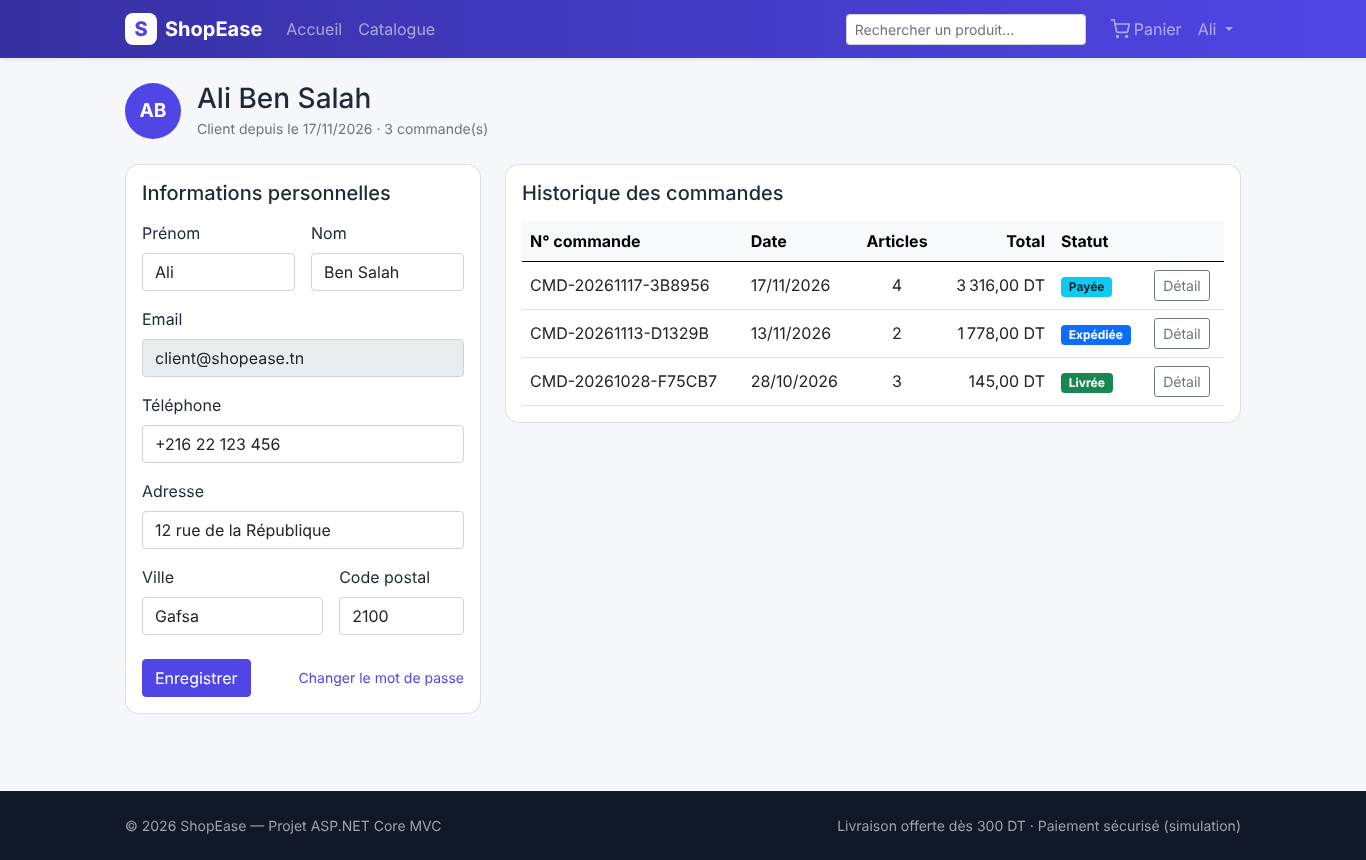 S ShopEase Accueil Catalogue Rechercher un produit... Panier Ali
AB
Ali Ben Salah
Client depuis le 17/11/2026 · 3 commande(s)
Informations personnelles
Prénom Nom
Ali Ben Salah
Email
client@shopease.tn
Téléphone
+216 22 123 456
Adresse
12 rue de la République
Ville Code postal
Gafsa 2100
Enregistrer Changer le mot de passe
Historique des commandes
N° commande Date Articles Total Statut
CMD-20261117-3B8956 17/11/2026 4 3 316,00 DT Payée Détail
CMD-20261113-D1329B 13/11/2026 2 1 778,00 DT Expédiée Détail
CMD-20261028-F75CB7 28/10/2026 3 145,00 DT Livrée Détail
© 2026 ShopEase — Projet ASP.NET Core MVC Livraison offerte dès 300 DT · Paiement sécurisé (simulation)